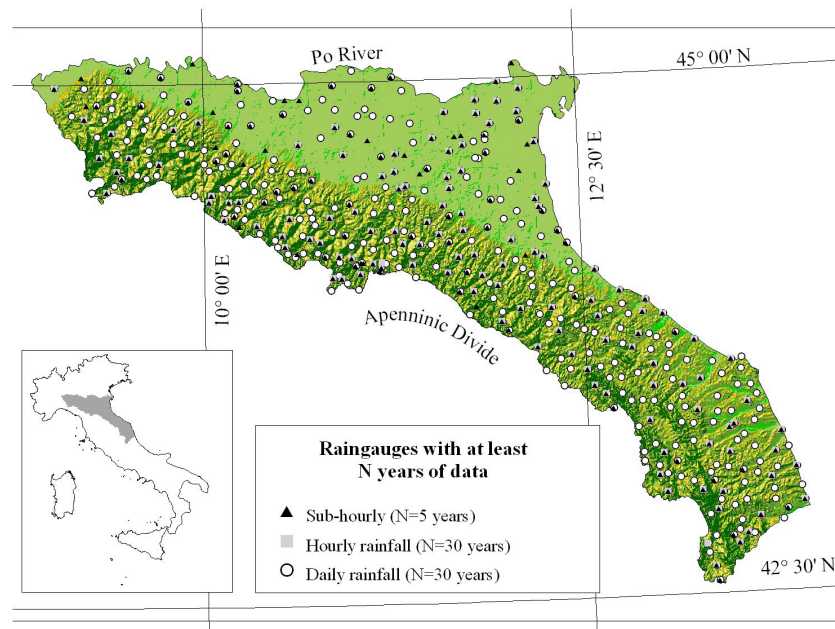 Po River
45° 00' N
12° 30' E
10° 00' E
Apenninic Divide
Raingauges with at least
N years of data
Sub-hourly (N=5 years)
Hourly rainfall (N=30 years)
Daily rainfall (N=30 years)
42° 30' N